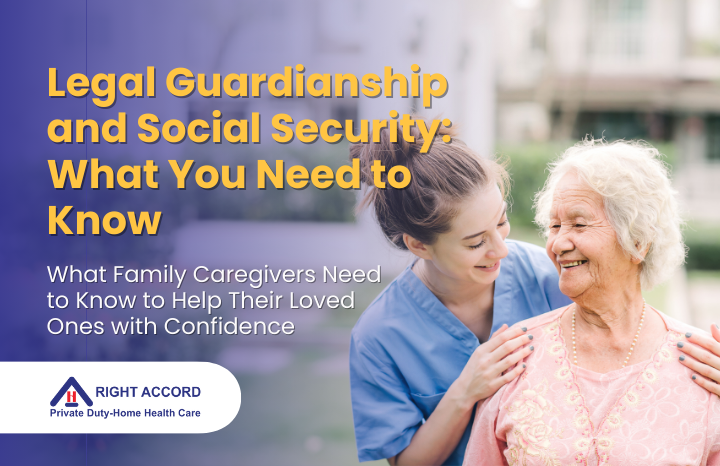 Legal Guardianship
and Social Security:
What You Need to
Know
What Family Caregivers Need
to Know to Help Their Loved
Ones with Confidence
H
RIGHT ACCORD
Private Duty-Home Health Care